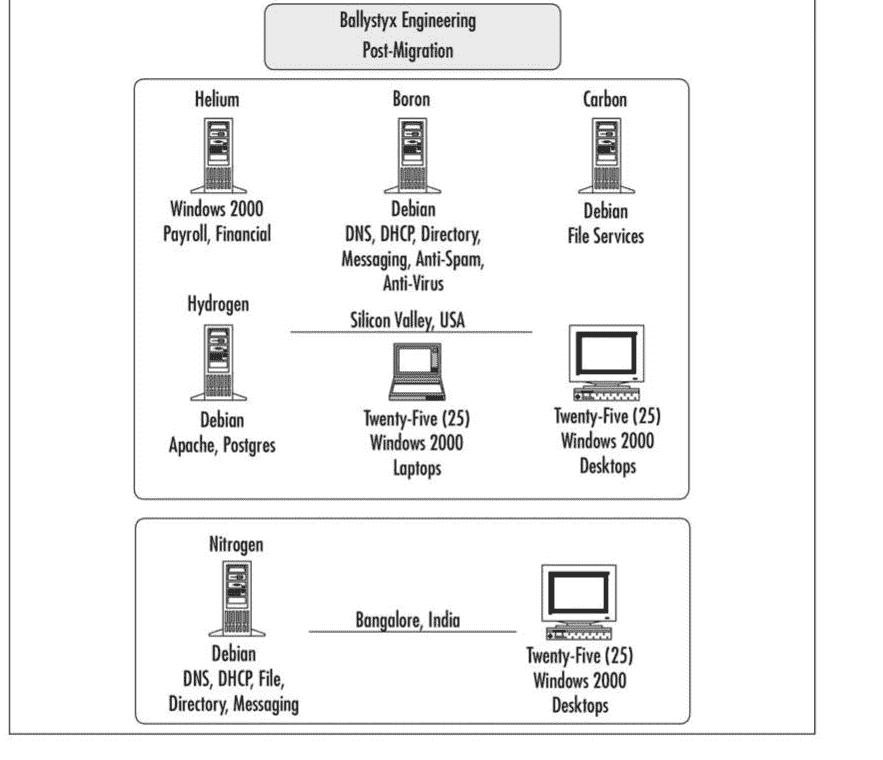 Ballystyx Engineering
Post-Migration
Helium
Windows 2000
Payroll, Financial
Boron
Debian
DNS, DHCP, Directory,
Messaging, Anti-Spam,
Anti-Virus
Carbon
Debian
File Services
Hydrogen
Debian
Apache, Postgres
Silicon Valley, USA
Twenty-Five (25)
Windows 2000
Laptops
Twenty-Five (25)
Windows 2000
Desktops
Nitrogen
Debian
DNS, DHCP, File,
Directory, Messaging
Bangalore, India
Twenty-Five (25)
Windows 2000
Desktops